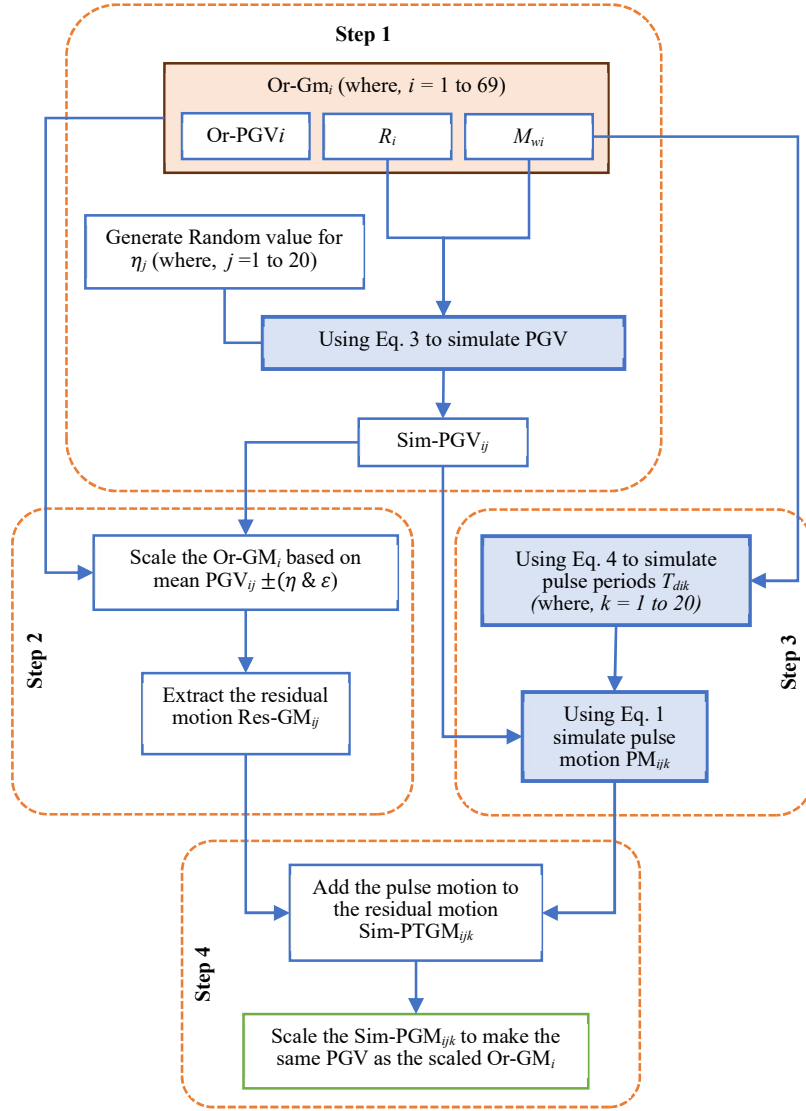 Step 1
Or-Gmi (where, i = 1 to 69)
Or-PGVi
Ri
Mwi
Generate Random value for
ηj (where, j =1 to 20)
Using Eq. 3 to simulate PGV
Sim-PGVij
Step 2
Scale the Or-GMi based on
mean PGVij ±(η & ε)
Extract the residual
motion Res-GMij
Step 3
Using Eq. 4 to simulate
pulse periods Tdik
(where, k = 1 to 20)
Using Eq. 1
simulate pulse
motion PMijk
Step 4
Add the pulse motion to
the residual motion
Sim-PTGMijk
Scale the Sim-PGMijk to make the
same PGV as the scaled Or-GMi